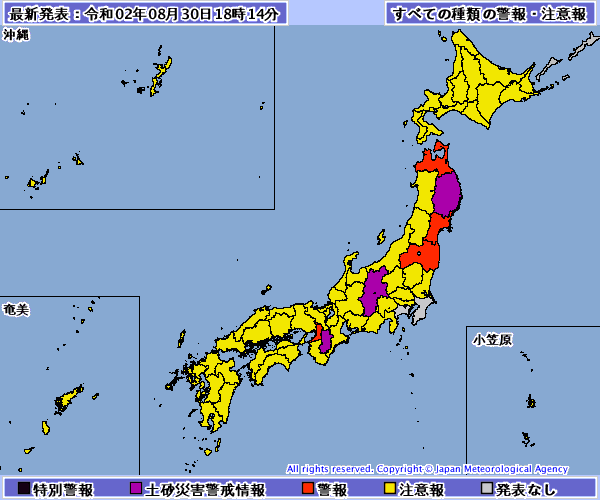 最新発表：令和02年08月30日18時14分
すべての種類の警報・注意報
沖縄
奄美
小笠原
All rights reserved. Copyright © Japan Meteorological Agency
特別警報 土砂災害警戒情報 警報 注意報 発表なし